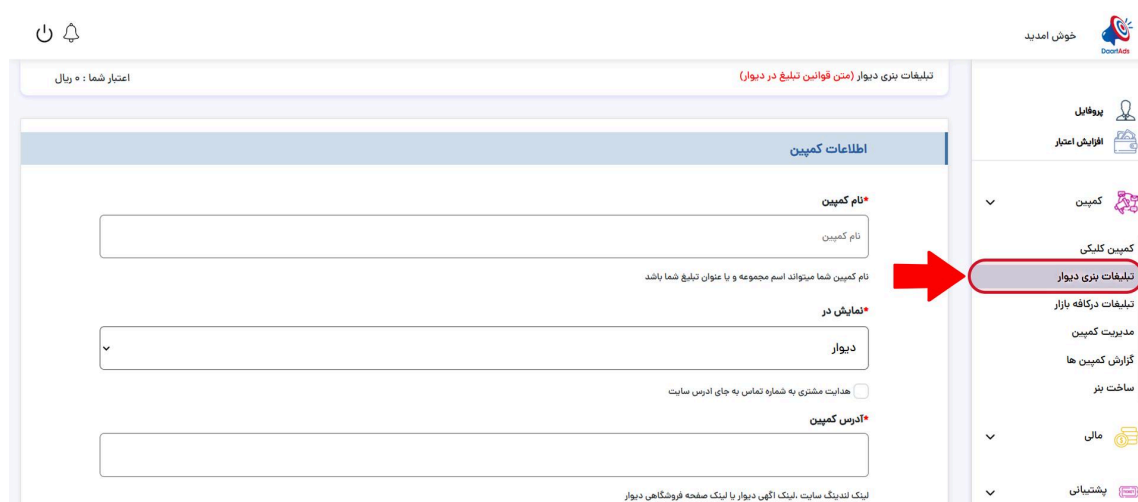 خوش امدید
DaartAds
تبلیغات بنری دیوار (متن قوانین تبلیغ در دیوار)
اعتبار شما : ۰ ریال
پروفایل
افزایش اعتبار
کمپین
کمپین کلیکی
تبلیغات بنری دیوار
تبلیغات درکافه بازار
مدیریت کمپین
گزارش کمپین ها
ساخت بنر
مالی
پشتیبانی
اطلاعات کمپین
*نام کمپین
نام کمپین
نام کمپین شما میتواند اسم مجموعه و یا عنوان تبلیغ شما باشد
*نمایش در
دیوار
هدایت مشتری به شماره تماس به جای ادرس سایت
*آدرس کمپین
لینک لندینگ سایت ،لینک اگهی دیوار یا لینک صفحه فروشگاهی دیوار